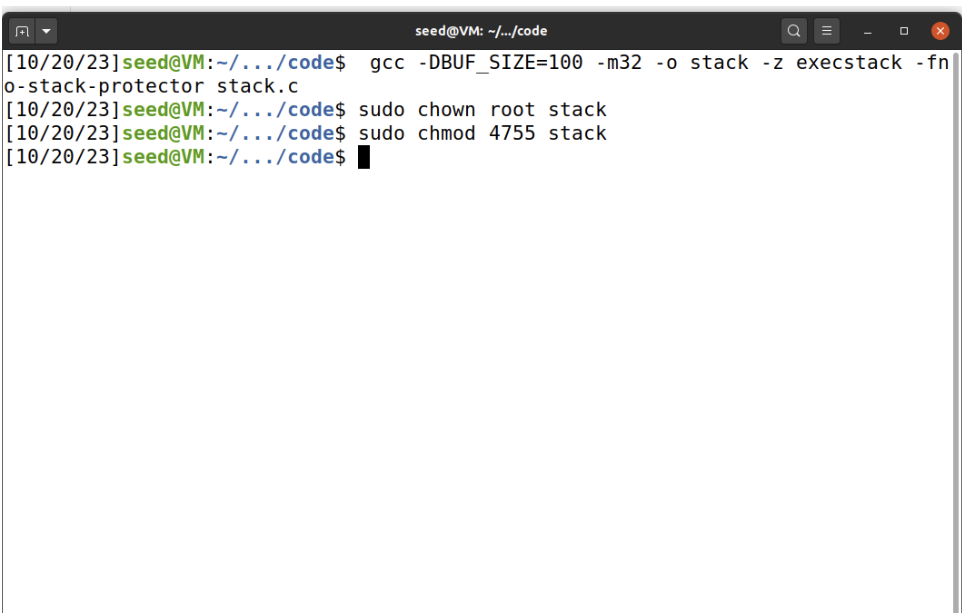 seed@VM: ~/.../code
[10/20/23]seed@VM:~/.../code$  gcc -DBUF_SIZE=100 -m32 -o stack -z execstack -fn
o-stack-protector stack.c
[10/20/23]seed@VM:~/.../code$ sudo chown root stack
[10/20/23]seed@VM:~/.../code$ sudo chmod 4755 stack
[10/20/23]seed@VM:~/.../code$